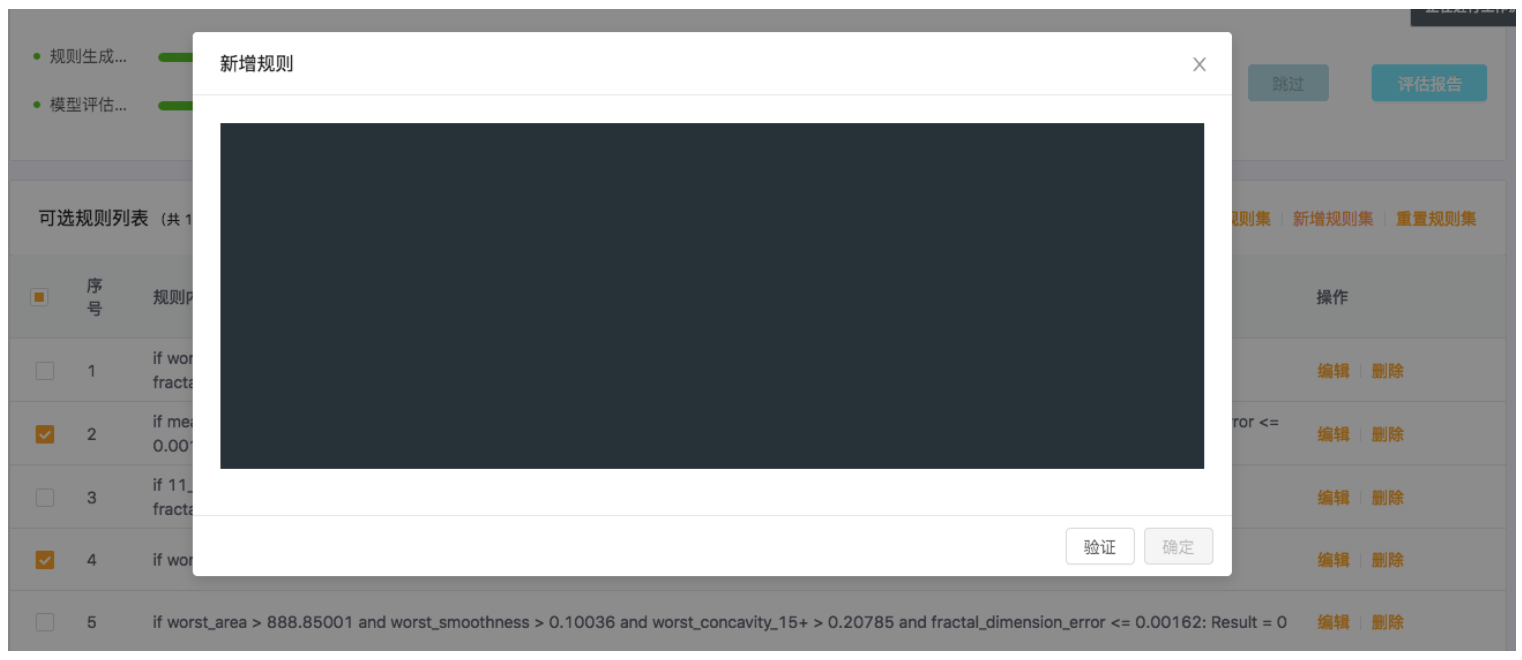 规则生成...
新增规则
跳过
评估报告
模型评估...
可选规则列表 (共 1
规则集 新增规则集 重置规则集
序号 规则 操作
1 if wor
fracta
编辑 删除
2 if mea
ror <=
0.001
编辑 删除
3 if 11_
fracta
编辑 删除
验证 确定
4 if wor
编辑 删除
5 if worst_area > 888.85001 and worst_smoothness > 0.10036 and worst_concavity_15+ > 0.20785 and fractal_dimension_error <= 0.00162: Result = 0 编辑 删除